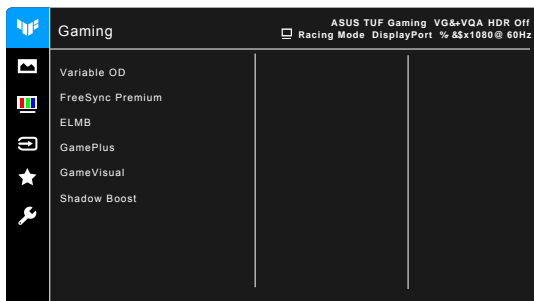 Gaming
ASUS TUF Gaming VG&+VQA HDR Off
Racing Mode DisplayPort % &$x1080@ 60Hz
Variable OD
FreeSync Premium
ELMB
GamePlus
GameVisual
Shadow Boost